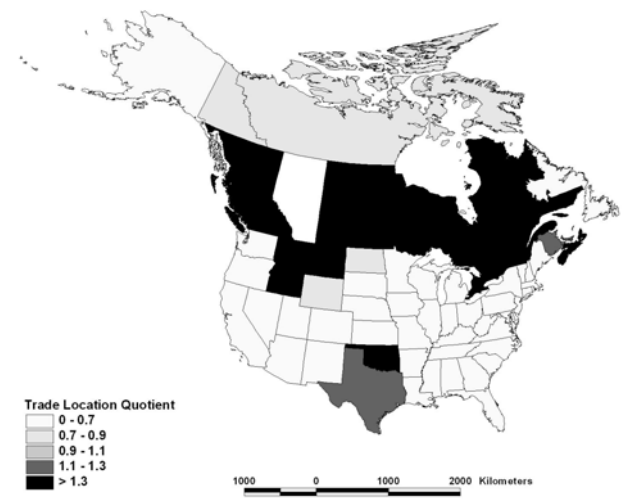 Trade Location Quotient
0 - 0.7
0.7 - 0.9
0.9 - 1.1
1.1 - 1.3
> 1.3
1000 0 1000 2000 Kilometers